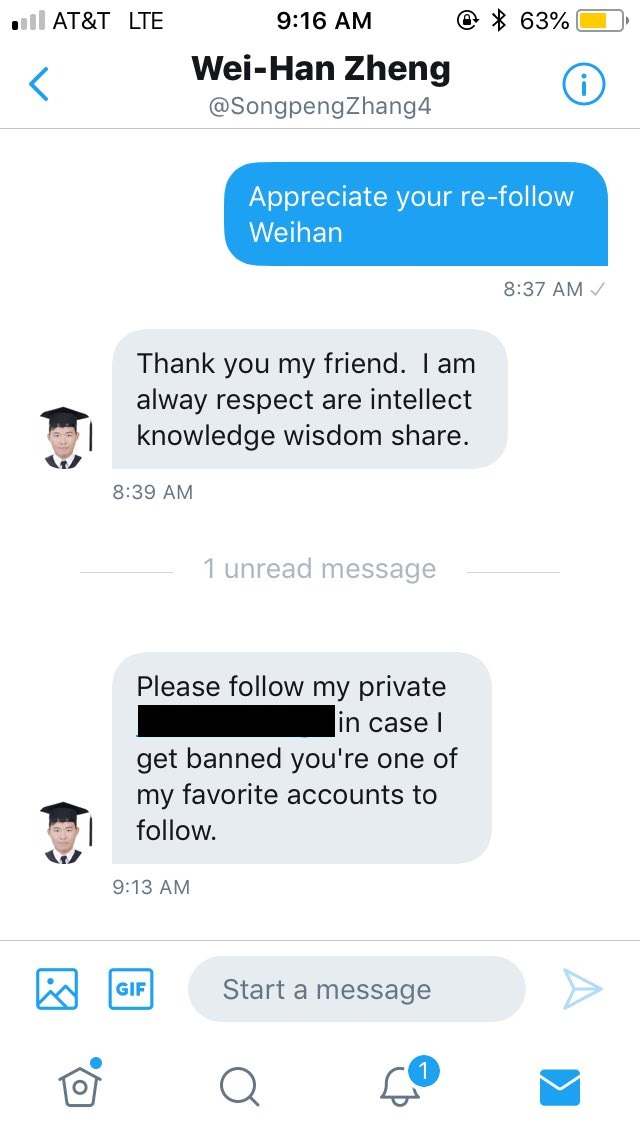 AT&T LTE 9:16 AM 63%
Wei-Han Zheng
@SongpengZhang4
Appreciate your re-follow
Weihan
8:37 AM
Thank you my friend.  I am
alway respect are intellect
knowledge wisdom share.
8:39 AM
1 unread message
Please follow my private
in case I
get banned you're one of
my favorite accounts to
follow.
9:13 AM
GIF
Start a message
1